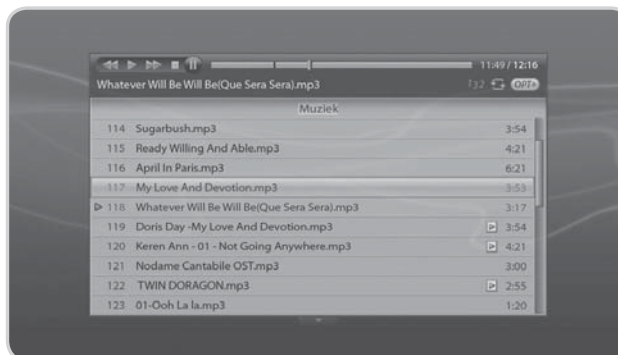 11:49 / 12:16
Whatever Will Be Will Be(Que Sera Sera).mp3
132 OPT
Muziek
114 Sugarbush.mp3 3:54
115 Ready Willing And Able.mp3 4:21
116 April In Paris.mp3 6:21
117 My Love And Devotion.mp3 3:53
118 Whatever Will Be Will Be(Que Sera Sera).mp3 3:17
119 Doris Day -My Love And Devotion.mp3 3:54
120 Keren Ann - 01 - Not Going Anywhere.mp3 4:21
121 Nodame Cantabile OST.mp3 3:00
122 TWIN DORAGON.mp3 2:55
123 01-Ooh La la.mp3 1:20